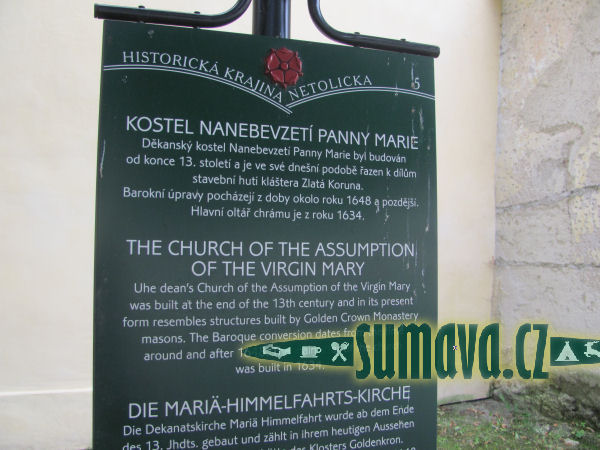 HISTORICKÁ KRAJINA NETOLICKA
5
KOSTEL NANEBEVZETÍ PANNY MARIE
Děkanský kostel Nanebevzetí Panny Marie byl budován
od konce 13. století a je ve své dnešní podobě řazen k dílům
stavební huti kláštera Zlatá Koruna.
Barokní úpravy pocházejí z doby okolo roku 1648 a pozdější.
Hlavní oltář chrámu je z roku 1634.
THE CHURCH OF THE ASSUMPTION
OF THE VIRGIN MARY
Uhe dean's Church of the Assumption of the Virgin Mary
was built at the end of the 13th century and in its present
form resembles structures built by Golden Crown Monastery
masons. The Baroque conversion dates
around and after
was built in 1634.
sumava.cz
DIE MARIÄ-HIMMELFAHRTS-KIRCHE
Die Dekanatskirche Mariä Himmelfahrt wurde ab dem Ende
des 13. Jhdts. gebaut und zählt in ihrem heutigen Aussehen
des Klosters Goldenkron.